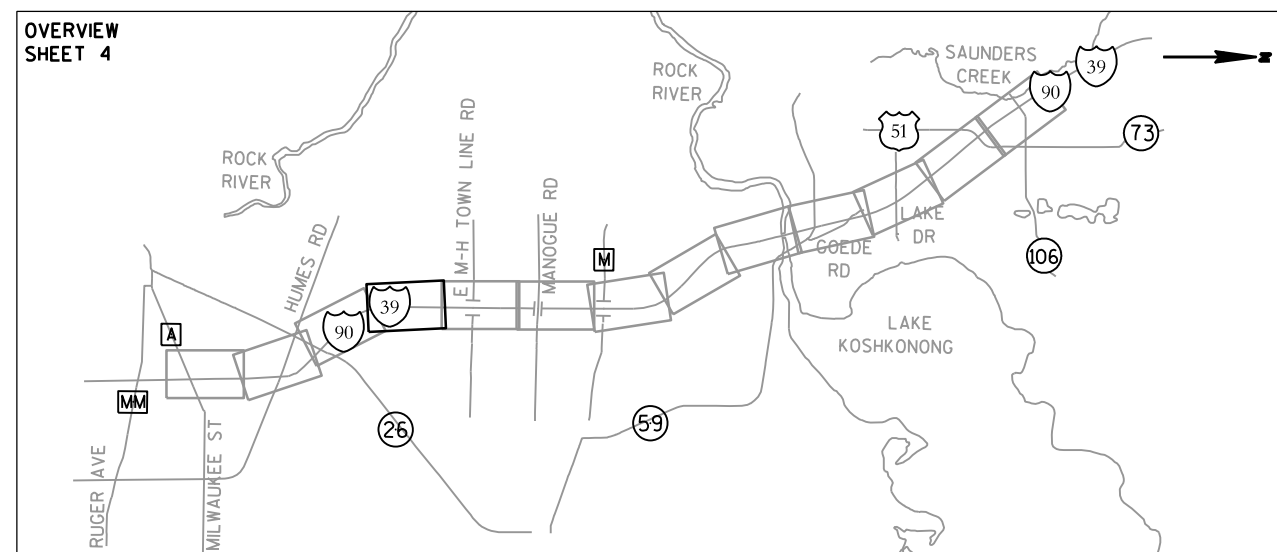 OVERVIEW
SHEET 4
ROCK
RIVER
SAUNDERS
CREEK
39
90
N
51
73
ROCK
RIVER
E M-H TOWN LINE RD
MANOGUE RD
HUMES RD
M
LAKE
DR
GOEDE
RD
106
39
90
A
LAKE
KOSHKONONG
MM
26
59
RUGER AVE
MILWAUKEE ST